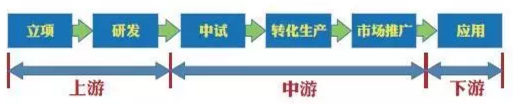 立项 研发 中试 转化生产 市场推广 应用
上游 中游 下游